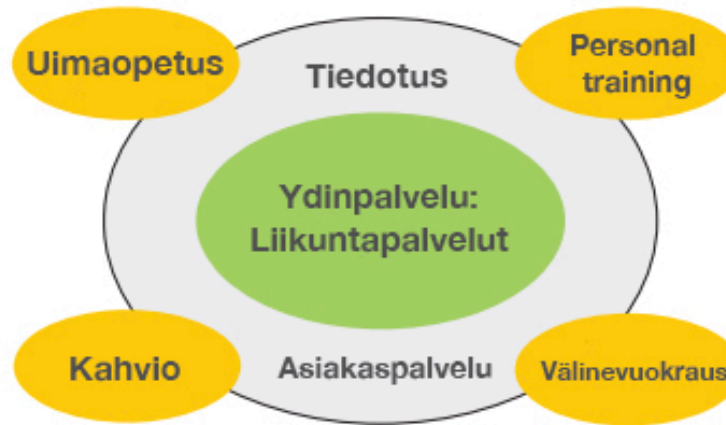 Uimaopetus
Tiedotus
Personal
training
Ydinpalvelu:
Liikuntapalvelut
Kahvio
Asiakaspalvelu
Välinevuokraus